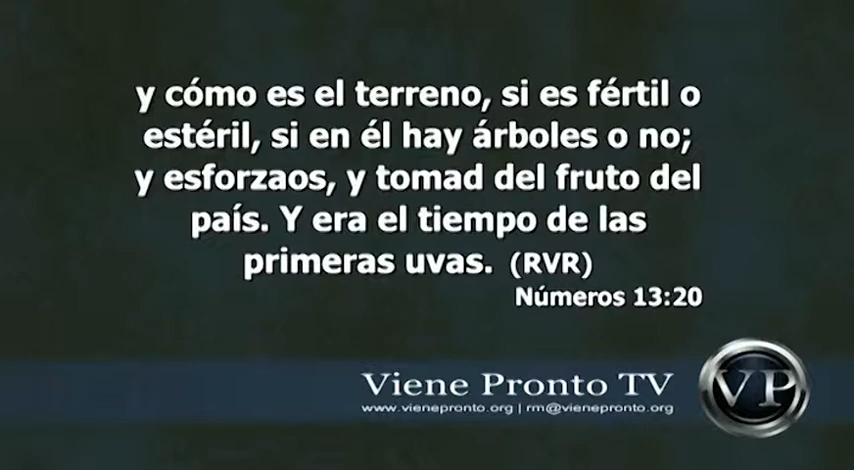 y cómo es el terreno, si es fértil o
estéril, si en él hay árboles o no;
y esforzaos, y tomad del fruto del
país. Y era el tiempo de las
primeras uvas. (RVR)
Números 13:20
Viene Pronto TV
www.vienepronto.org | rm@vienepronto.org
VP